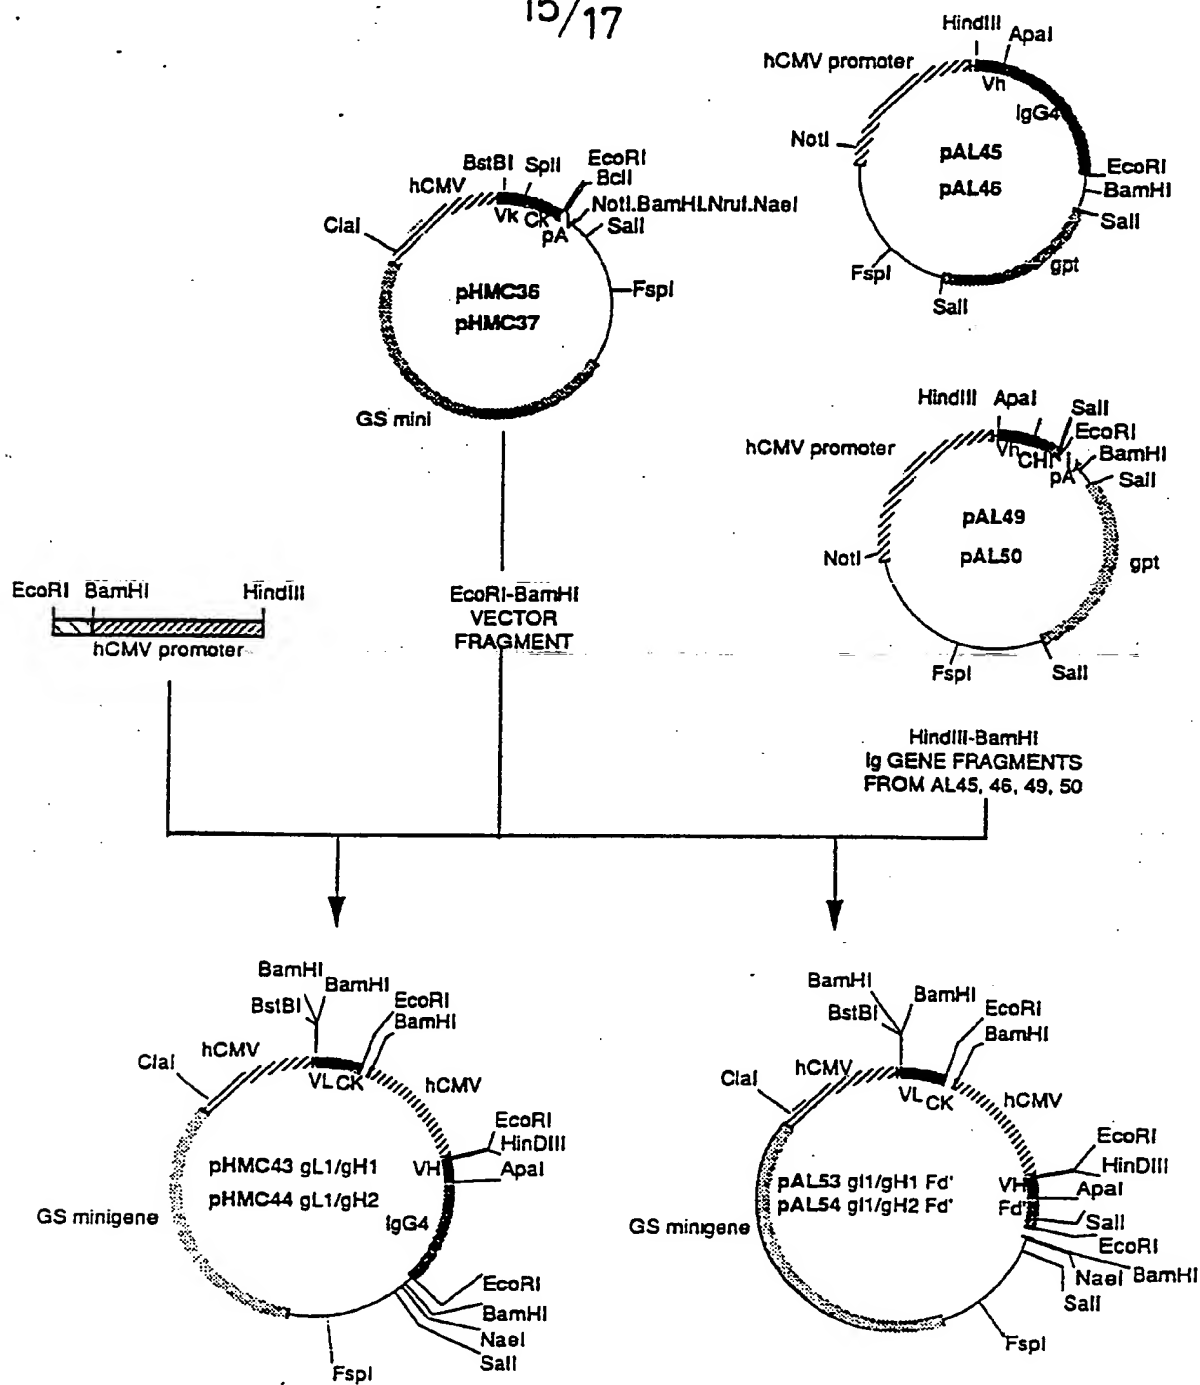 15/17
HindIII
ApaI
hCMV promoter
Vh
IgG4
NotI
pAL45
pAL46
EcoRI
BamHI
SalI
gpt
FspI
SalI
BstBI
SplI
EcoRI
BclI
hCMV
NotI.BamHI.NruI.NaeI
Vk
Ck
pA
SalI
ClaI
FspI
pHMC36
pHMC37
GS mini
HindIII
ApaI
SalI
EcoRI
hCMV promoter
Vh
CHI
BamHI
pA
SalI
pAL49
pAL50
NotI
gpt
FspI
SalI
EcoRI
BamHI
HindIII
hCMV promoter
EcoRI-BamHI
VECTOR
FRAGMENT
HindIII-BamHI
Ig GENE FRAGMENTS
FROM AL45, 46, 49, 50
BamHI
BamHI
BstBI
EcoRI
BamHI
ClaI
hCMV
VL
CK
hCMV
EcoRI
HinDIII
VH
ApaI
pHMC43 gL1/gH1
pHMC44 gL1/gH2
GS minigene
IgG4
EcoRI
BamHI
NaeI
SalI
FspI
BamHI
BamHI
BstBI
EcoRI
BamHI
ClaI
hCMV
VL
CK
hCMV
EcoRI
HinDIII
VH
ApaI
pAL53 gl1/gH1 Fd'
pAL54 gl1/gH2 Fd'
Fd'
SalI
GS minigene
EcoRI
BamHI
NaeI
SalI
FspI